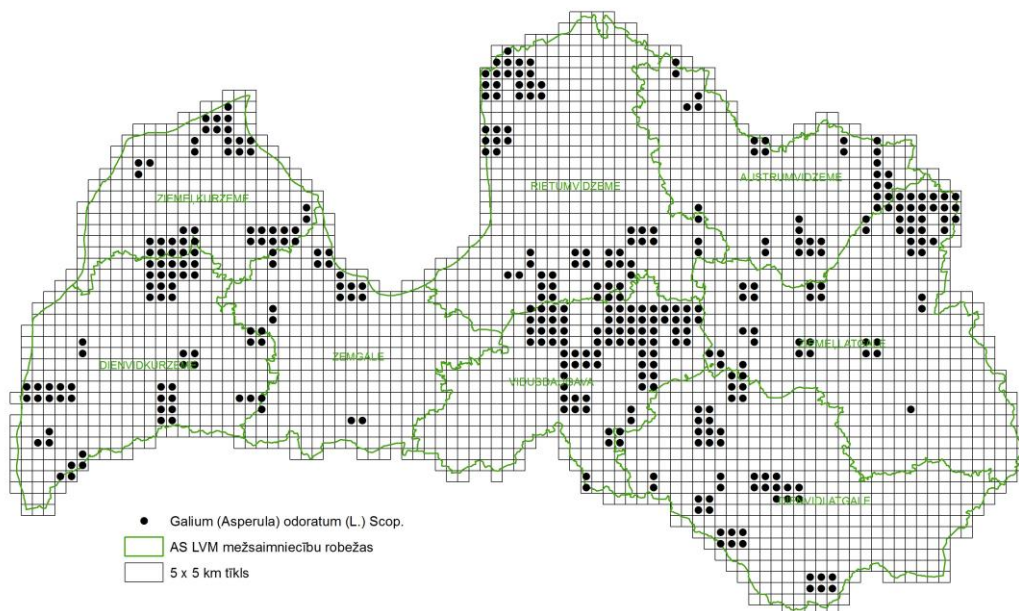 ZIEMEĻKURZEME
RIETUMVIDZEME
AUSTRUMVIDZEME
DIENVIDKURZEME
ZEMGALE
VIDUSDAUGAVA
ZIEMEĻLATGALE
DIENVIDLATGALE
Galium (Asperula) odoratum (L.) Scop.
AS LVM mežsaimniecību robežas
5 x 5 km tīkls